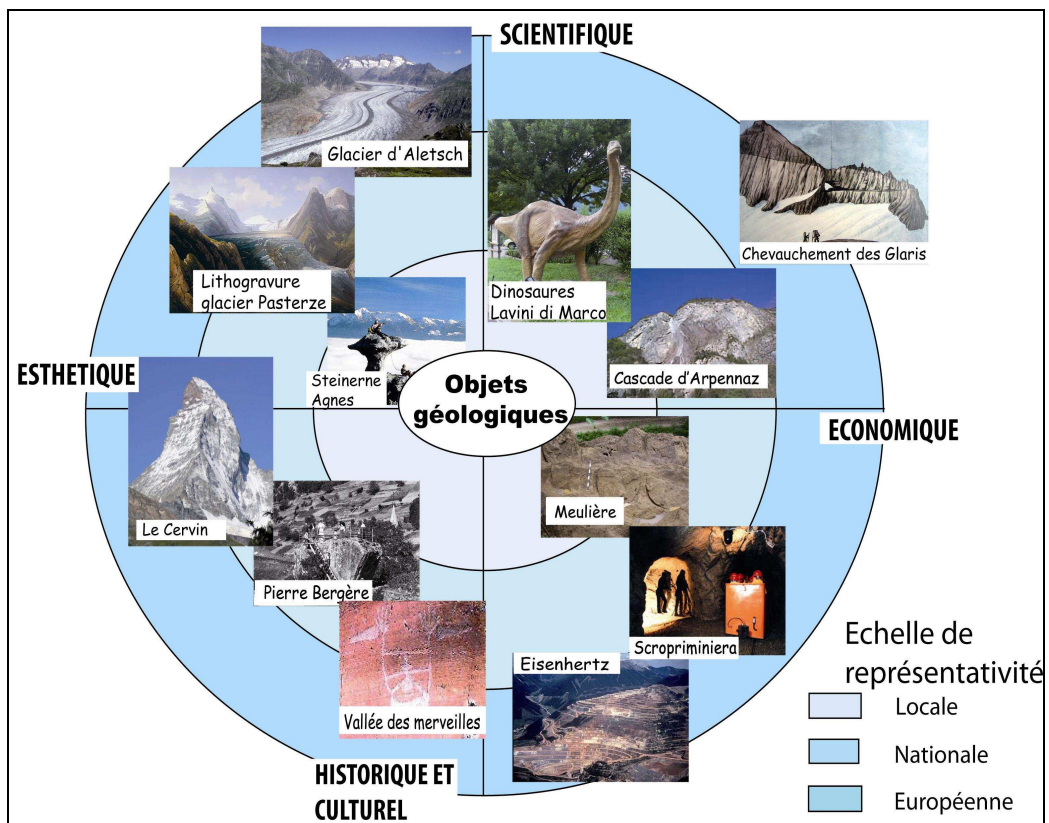 SCIENTIFIQUE
Glacier d'Aletsch
Chevauchement des Glaris
Lithogravure
glacier Pasterze
Dinosaures
Lavini di Marco
Steinerne
Agnes
Cascade d'Arpennaz
ESTHETIQUE
Objets
géologiques
ECONOMIQUE
Le Cervin
Meulière
Pierre Bergère
Scropriminiera
Vallée des merveilles
Eisenhertz
HISTORIQUE ET
CULTUREL
Echelle de
représentativité
Locale
Nationale
Européenne